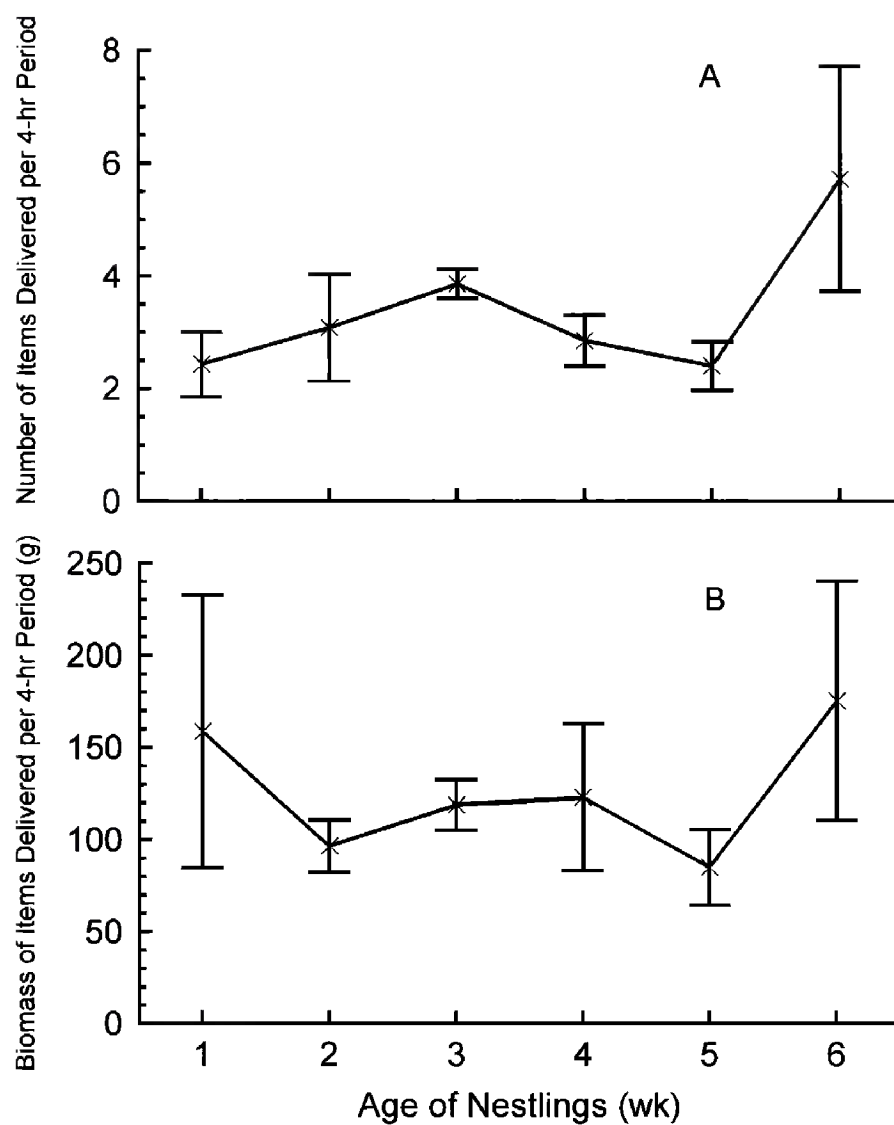 Number of Items Delivered per 4-hr Period
8
6
4
2
0
A
Biomass of Items Delivered per 4-hr Period (g)
250
200
150
100
50
0
B
1 2 3 4 5 6
Age of Nestlings (wk)